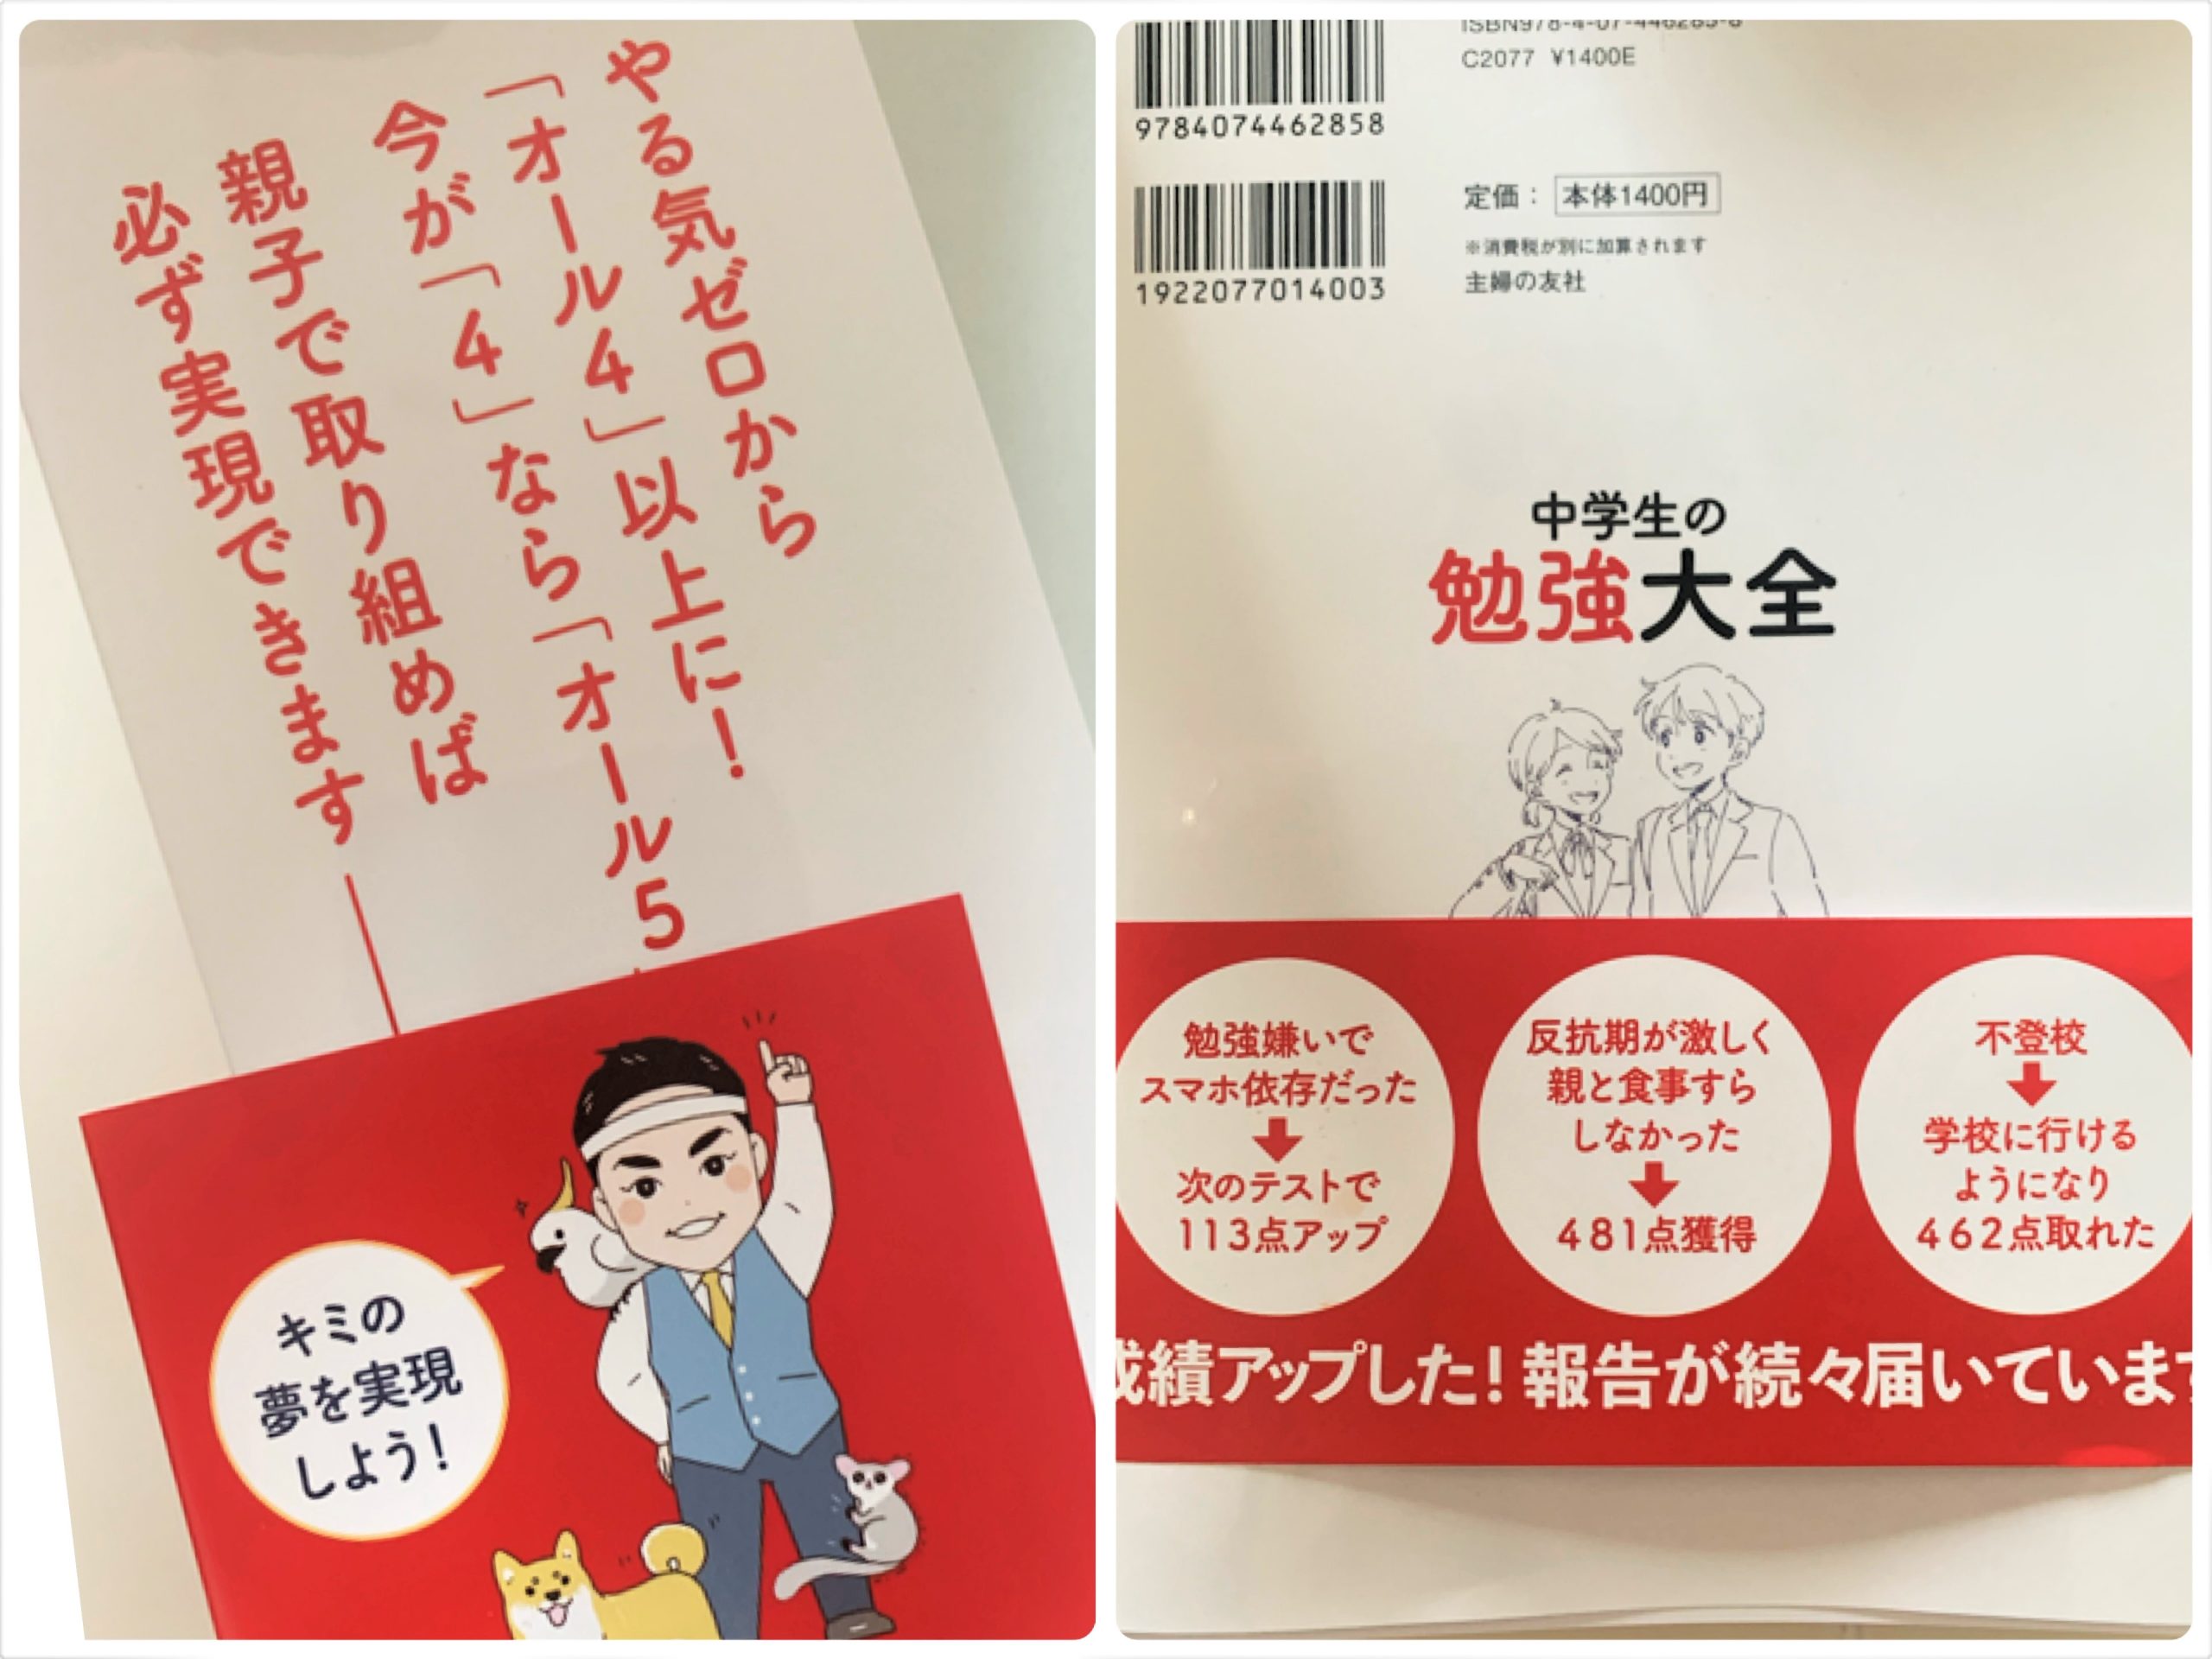 やる気ゼロから
「オール4」以上に!
今が「4」なら「オール5
親子で取り組めば
必ず実現できます
キミの
夢を実現
しよう!
C2077 ¥1400E
9784074462858
定価: 本体1400円
※消費税が別に加算されます
主婦の友社
1922077014003
中学生の
勉強大全
勉強嫌いで
スマホ依存だった
次のテストで
113点アップ
反抗期が激しく
親と食事すら
しなかった
481点獲得
不登校
学校に行ける
ようになり
462点取れた
成績アップした!報告が続々届いています